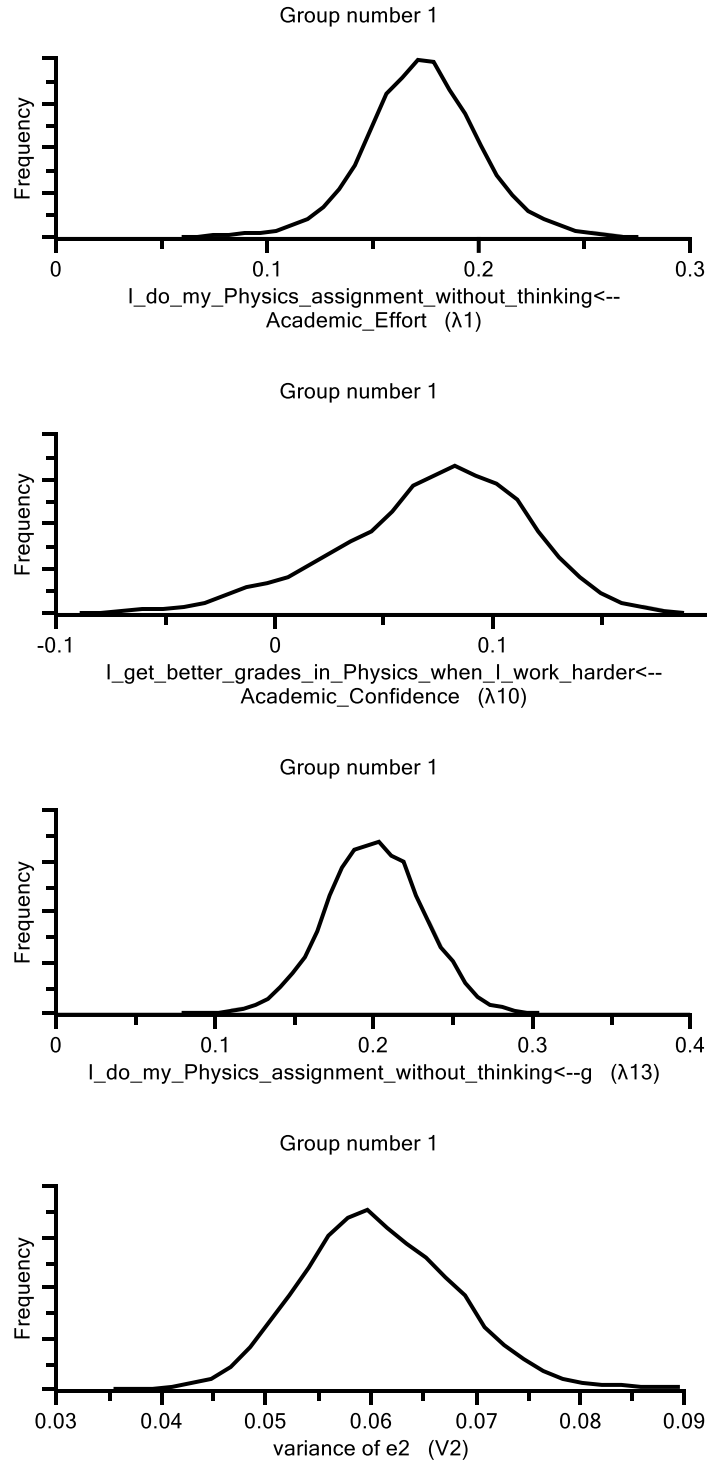 Group number 1
Frequency
0 0.1 0.2 0.3
I_do_my_Physics_assignment_without_thinking<--
Academic_Effort (λ1)
Group number 1
Frequency
-0.1 0 0.1
I_get_better_grades_in_Physics_when_I_work_harder<--
Academic_Confidence (λ10)
Group number 1
Frequency
0 0.1 0.2 0.3 0.4
I_do_my_Physics_assignment_without_thinking<--g (λ13)
Group number 1
Frequency
0.03 0.04 0.05 0.06 0.07 0.08 0.09
variance of e2 (V2)